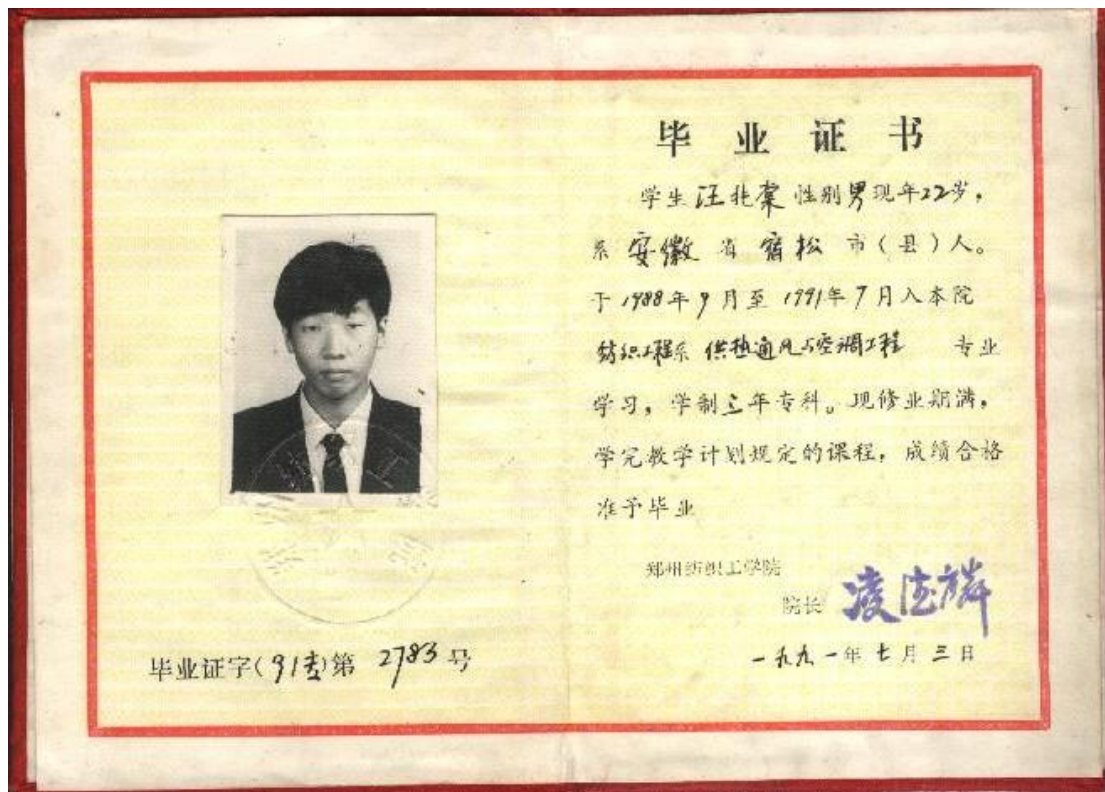 毕业证书
学生汪兆棠性别男现年22岁,
系安徽省宿松市(县)人。
于1988年9月至1991年7月入本院
纺织工程系 供热通风与空调工程 专业
学习,学制三年专科。现修业期满,
学完教学计划规定的课程,成绩合格
准予毕业
郑州纺织工学院
院长 凌德麟
一九九一年七月三日
毕业证字(91专)第 2783 号